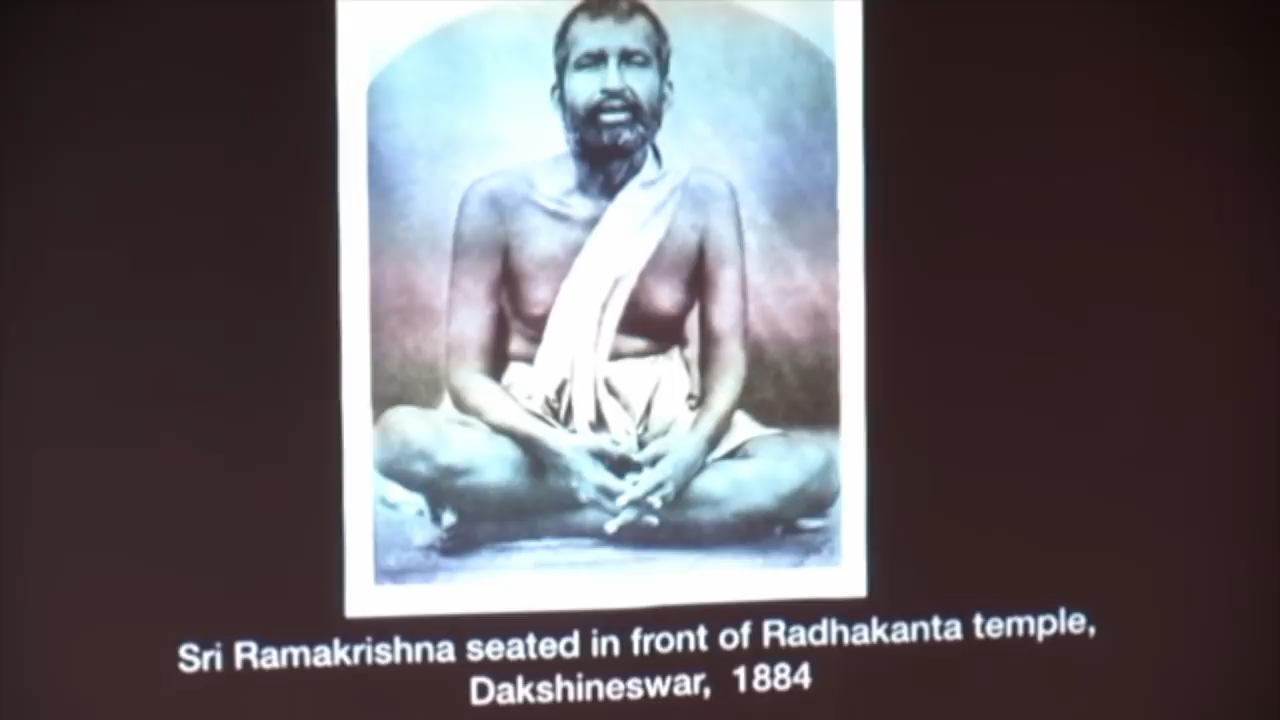 Sri Ramakrishna seated in front of Radhakanta temple,
Dakshineswar, 1884